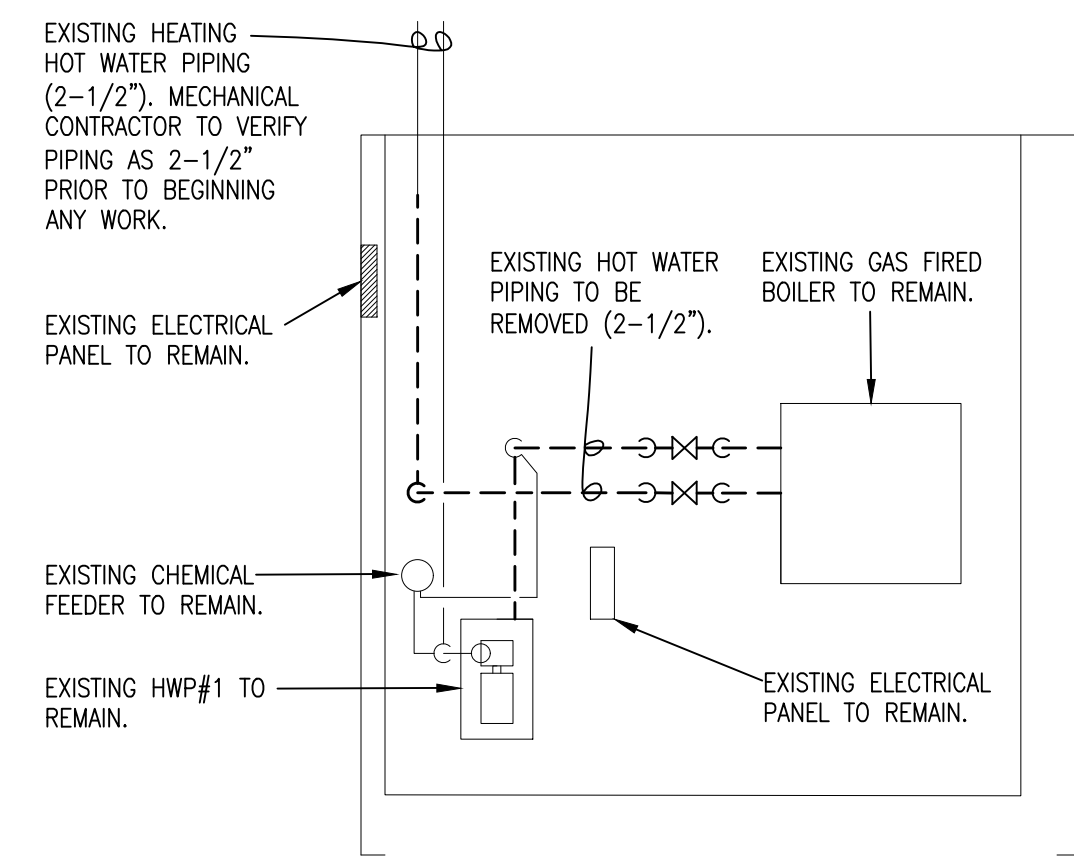 EXISTING HEATING
HOT WATER PIPING
(2-1/2"). MECHANICAL
CONTRACTOR TO VERIFY
PIPING AS 2-1/2"
PRIOR TO BEGINNING
ANY WORK.
EXISTING ELECTRICAL
PANEL TO REMAIN.
EXISTING HOT WATER
PIPING TO BE
REMOVED (2-1/2").
EXISTING GAS FIRED
BOILER TO REMAIN.
EXISTING CHEMICAL
FEEDER TO REMAIN.
EXISTING HWP#1 TO
REMAIN.
EXISTING ELECTRICAL
PANEL TO REMAIN.